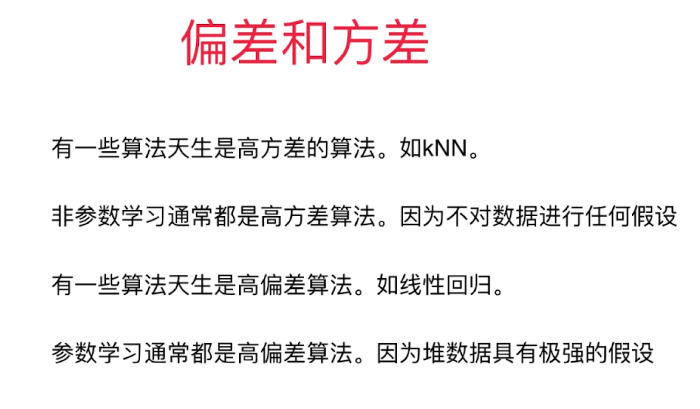 偏差和方差
有一些算法天生是高方差的算法。如kNN。
非参数学习通常都是高方差算法。因为不对数据进行任何假设
有一些算法天生是高偏差算法。如线性回归。
参数学习通常都是高偏差算法。因为堆数据具有极强的假设